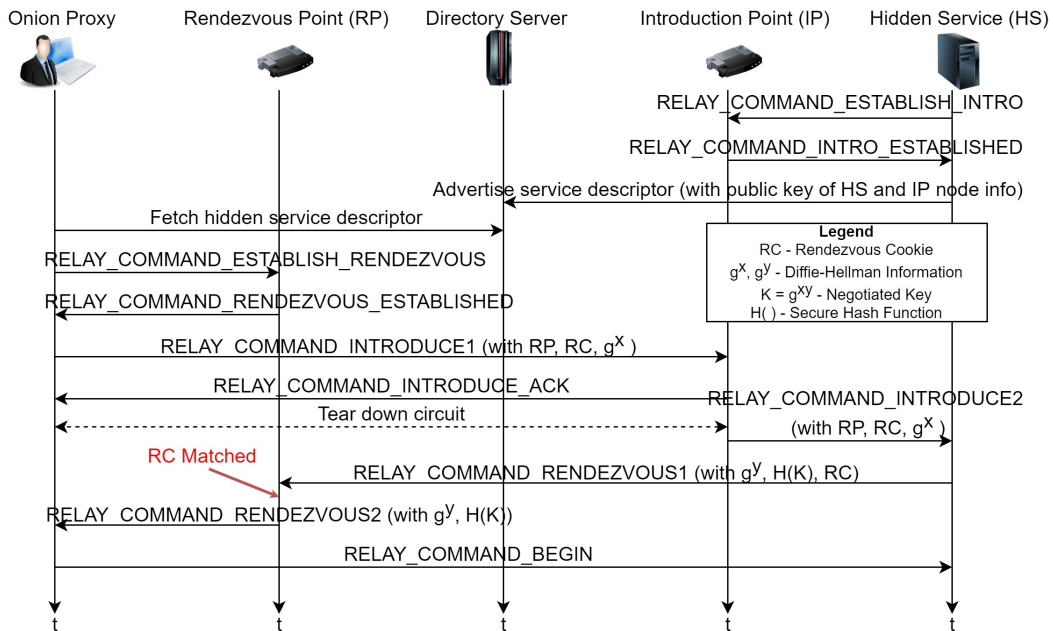 Onion Proxy
Rendezvous Point (RP)
Directory Server
Introduction Point (IP)
Hidden Service (HS)
RELAY_COMMAND_ESTABLISH_INTRO
RELAY_COMMAND_INTRO_ESTABLISHED
Advertise service descriptor (with public key of HS and IP node info)
Fetch hidden service descriptor
Legend
RC - Rendezvous Cookie
g^x, g^y - Diffie-Hellman Information
K = g^xy - Negotiated Key
H( ) - Secure Hash Function
RELAY_COMMAND_ESTABLISH_RENDEZVOUS
RELAY_COMMAND_RENDEZVOUS_ESTABLISHED
RELAY_COMMAND_INTRODUCE1 (with RP, RC, g^x )
RELAY_COMMAND_INTRODUCE_ACK
RELAY_COMMAND_INTRODUCE2
(with RP, RC, g^x )
Tear down circuit
RC Matched
RELAY_COMMAND_RENDEZVOUS1 (with g^y, H(K), RC)
RELAY_COMMAND_RENDEZVOUS2 (with g^y, H(K))
RELAY_COMMAND_BEGIN
t
t
t
t
t